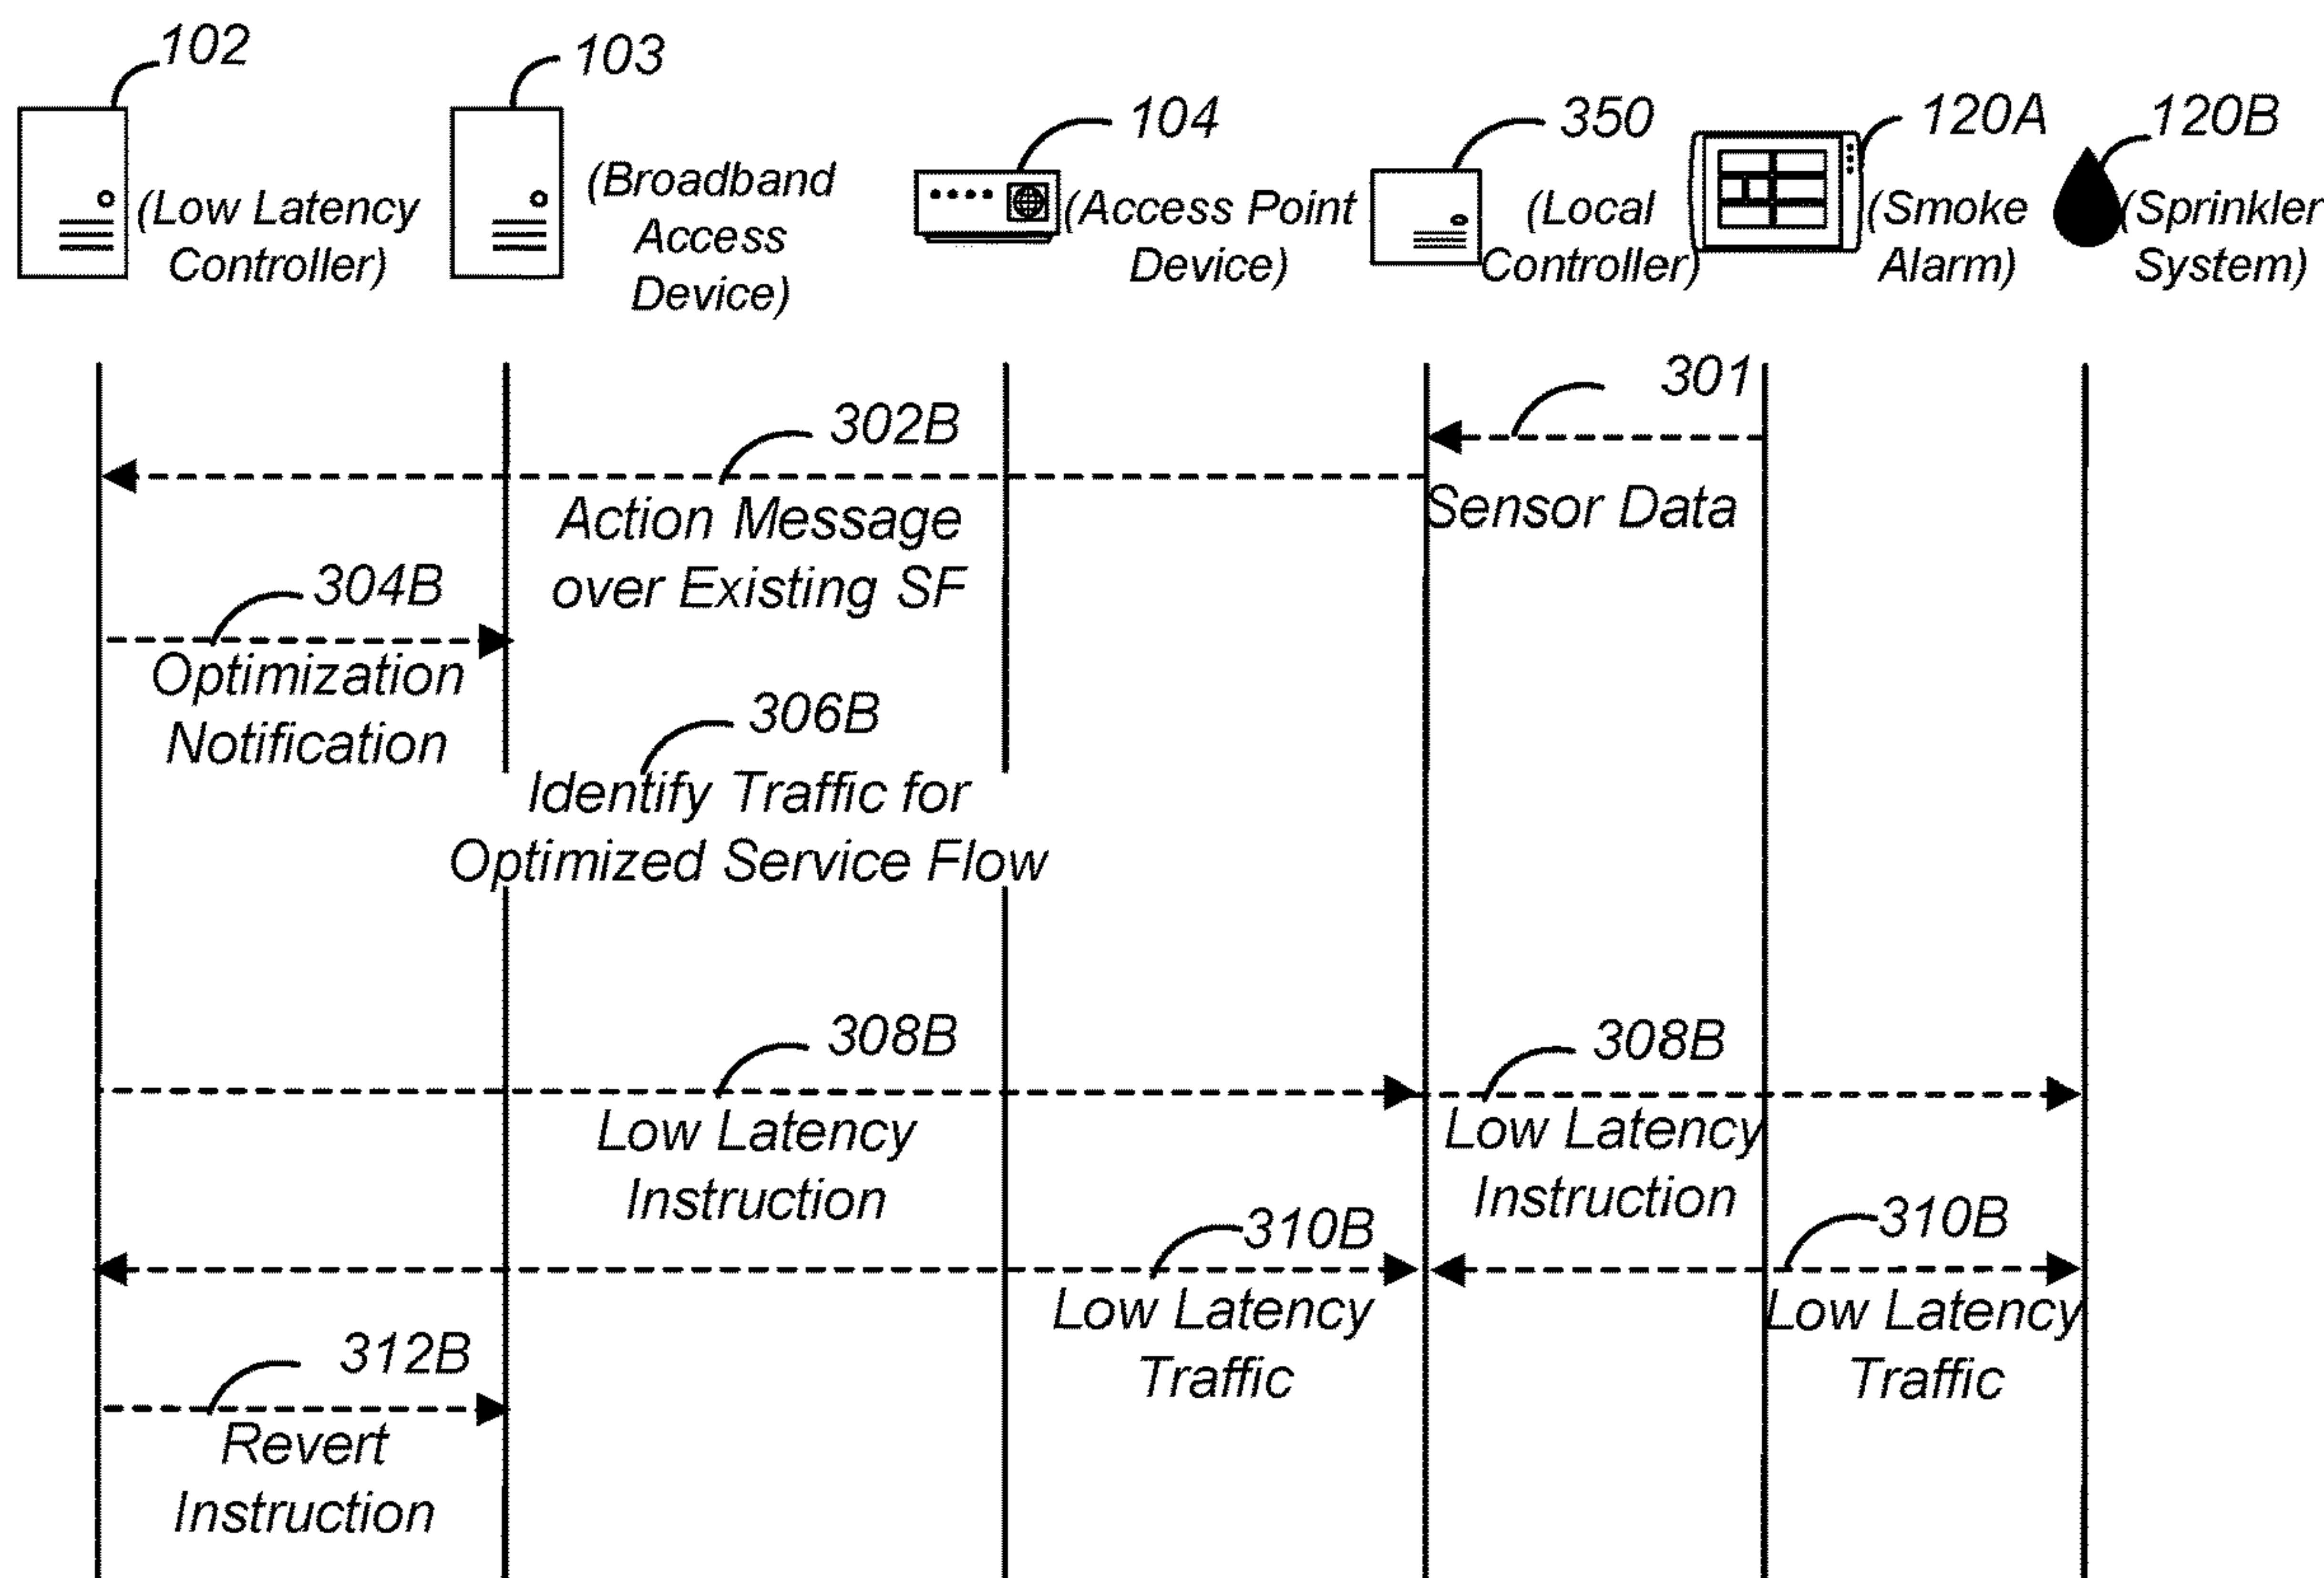 102
103
104
350
120A
120B
(Low Latency
Controller)
(Broadband
Access
Device)
(Access Point
Device)
(Local
Controller)
(Smoke
Alarm)
(Sprinkler
System)
301
Sensor Data
302B
Action Message
over Existing SF
304B
Optimization
Notification
306B
Identify Traffic for
Optimized Service Flow
308B
Low Latency
Instruction
308B
Low Latency
Instruction
310B
Low Latency
Traffic
310B
Low Latency
Traffic
312B
Revert
Instruction